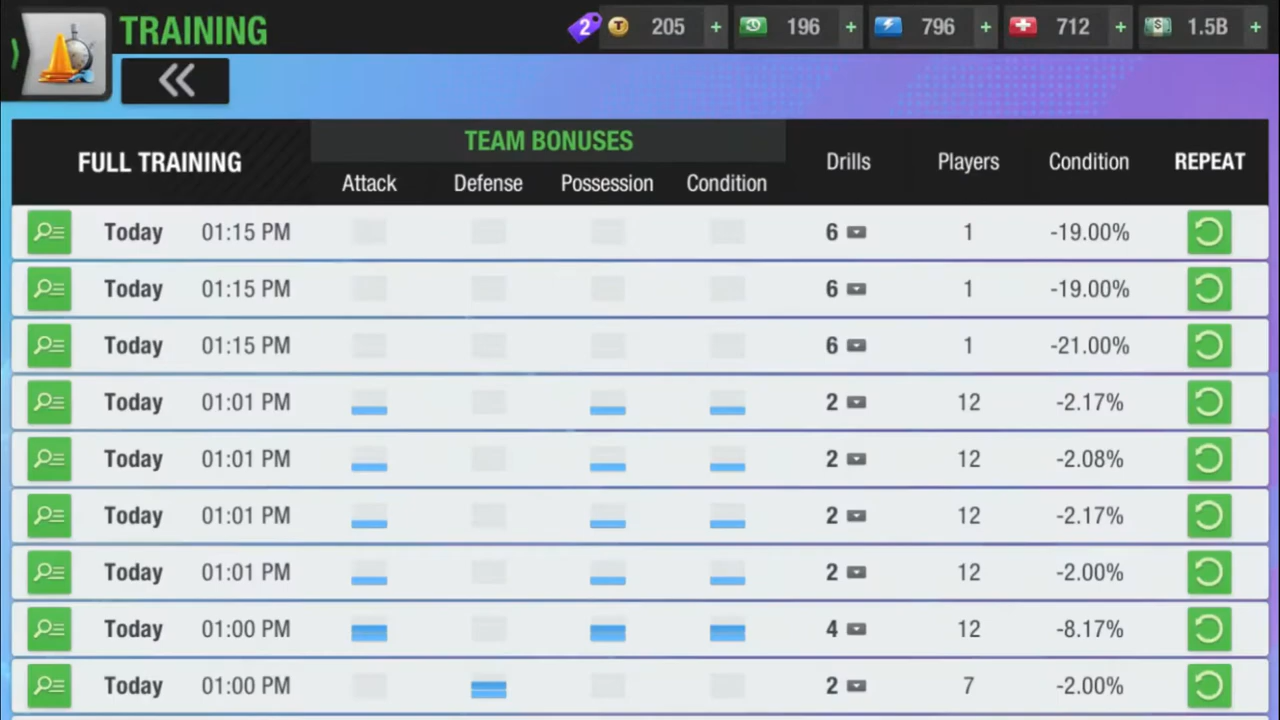 TRAINING 2 T 205 + 196 + 796 + 712 + $ 1.5B +
FULL TRAINING TEAM BONUSES Drills Players Condition REPEAT
Attack Defense Possession Condition
Today 01:15 PM 6 1 -19.00%
Today 01:15 PM 6 1 -19.00%
Today 01:15 PM 6 1 -21.00%
Today 01:01 PM 2 12 -2.17%
Today 01:01 PM 2 12 -2.08%
Today 01:01 PM 2 12 -2.17%
Today 01:01 PM 2 12 -2.00%
Today 01:00 PM 4 12 -8.17%
Today 01:00 PM 2 7 -2.00%